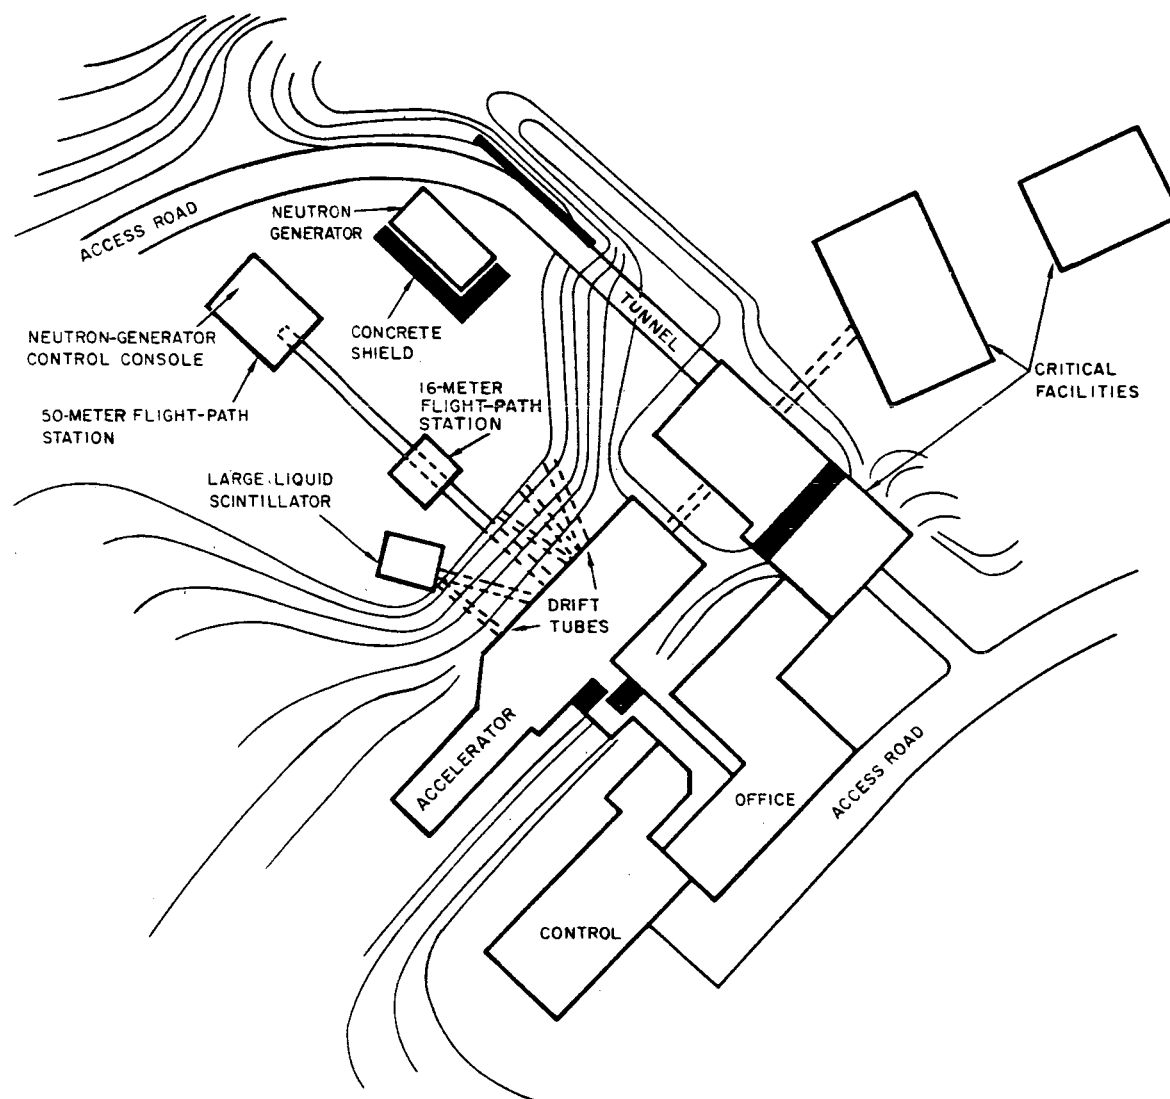 ACCESS ROAD
NEUTRON
GENERATOR
TUNNEL
NEUTRON-GENERATOR
CONTROL CONSOLE
CONCRETE
SHIELD
CRITICAL
FACILITIES
50-METER FLIGHT-PATH
STATION
16-METER
FLIGHT-PATH
STATION
LARGE LIQUID
SCINTILLATOR
DRIFT
TUBES
ACCELERATOR
OFFICE
ACCESS ROAD
CONTROL